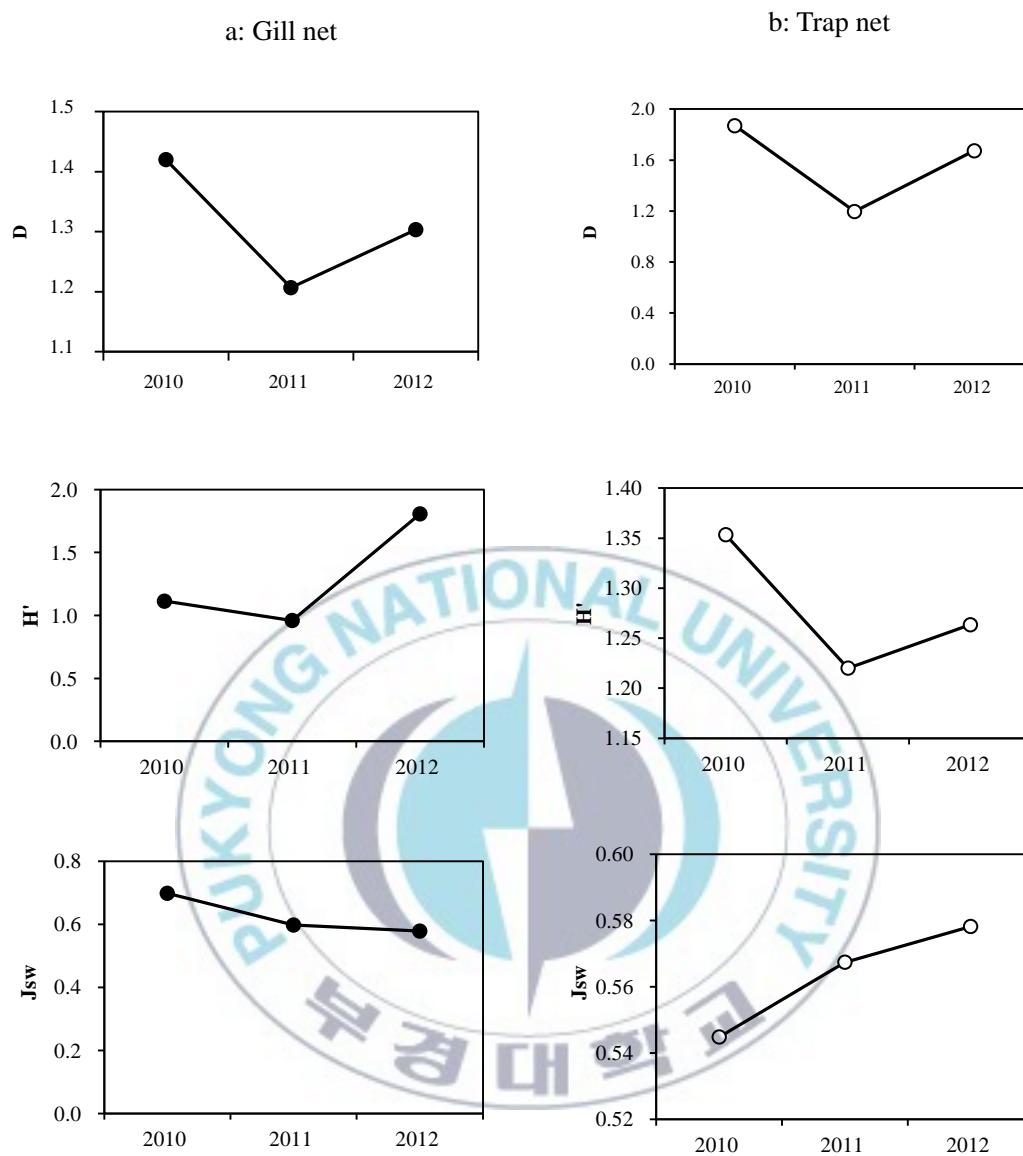 a: Gill net
b: Trap net
1.5
1.4
1.3
1.2
1.1
D
2010 2011 2012
2.0
1.6
1.2
0.8
0.4
0.0
D
2010 2011 2012
2.0
1.5
1.0
0.5
0.0
H'
2010 2011 2012
1.40
1.35
1.30
1.25
1.20
1.15
H'
2010 2011 2012
0.8
0.6
0.4
0.2
0.0
Jsw
2010 2011 2012
0.60
0.58
0.56
0.54
0.52
Jsw
2010 2011 2012
PUKYONG NATIONAL UNIVERSITY
부경대학교